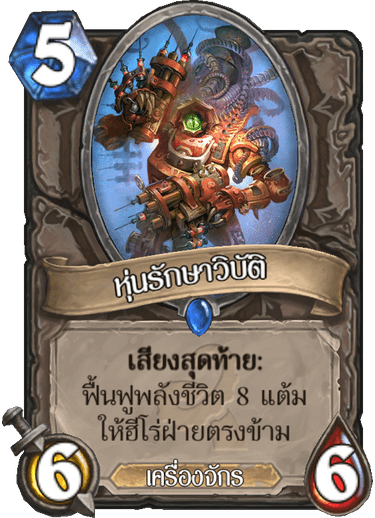 5
หุ่นรักษาวิบัติ
เสียงสุดท้าย:
ฟื้นฟูพลังชีวิต 8 แต้ม
ให้ฮีโร่ฝ่ายตรงข้าม
6
เครื่องจักร
6